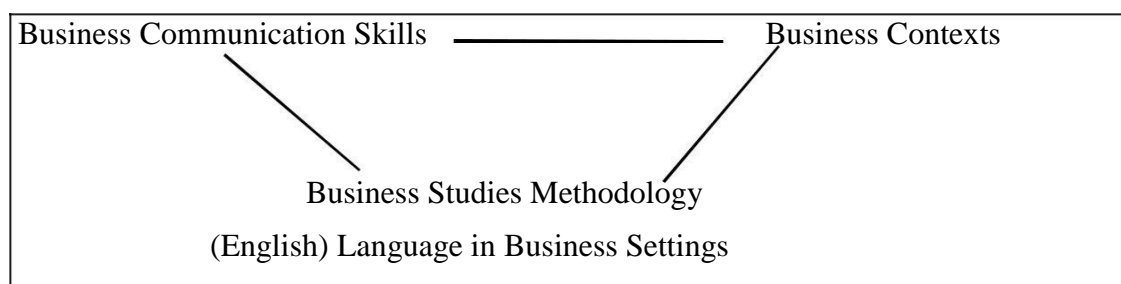 Business Communication Skills Business Contexts
Business Studies Methodology
(English) Language in Business Settings